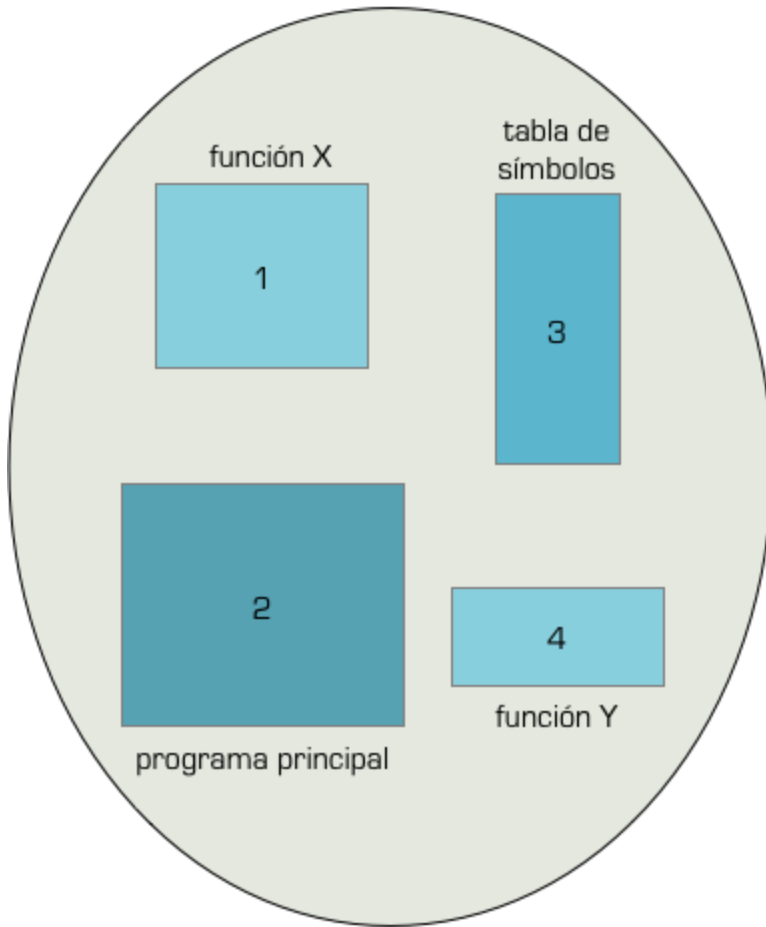 función X
1
tabla de
símbolos
3
2
programa principal
4
función Y